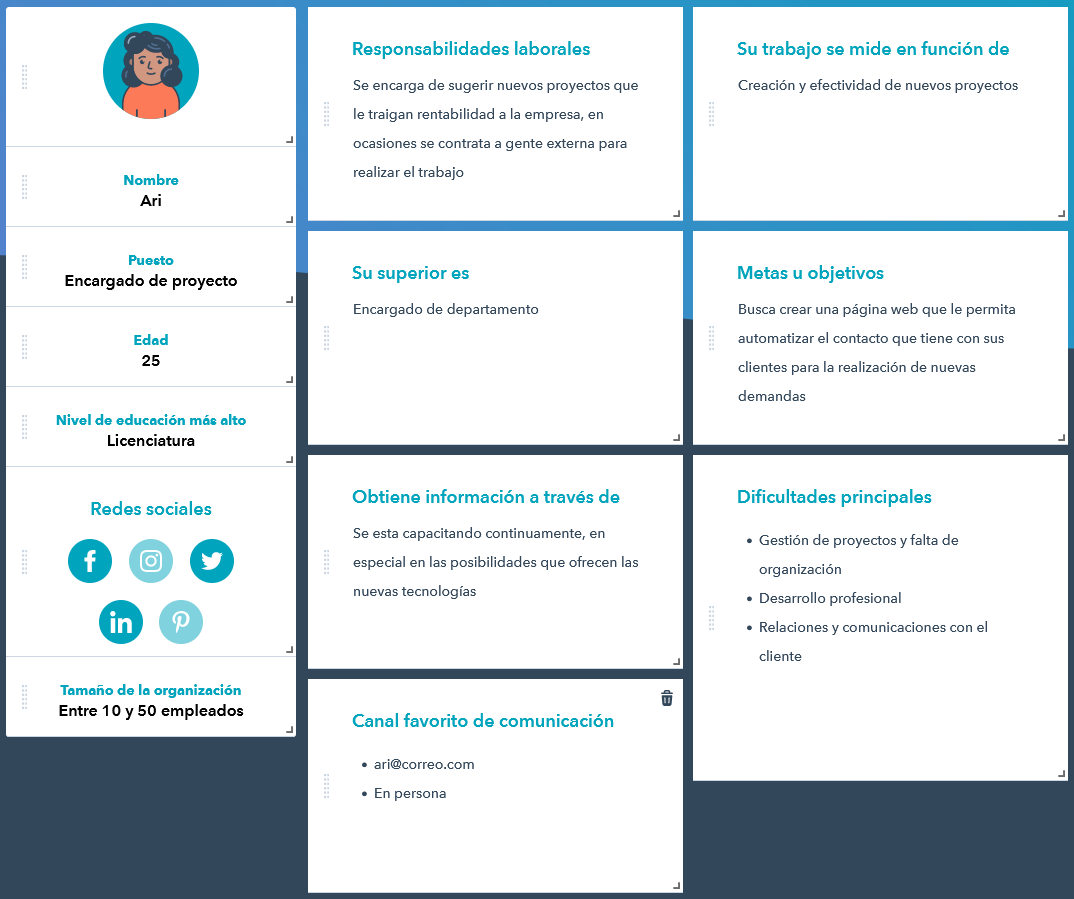 Nombre
Ari
Puesto
Encargado de proyecto
Edad
25
Nivel de educación más alto
Licenciatura
Redes sociales
Tamaño de la organización
Entre 10 y 50 empleados
Responsabilidades laborales
Se encarga de sugerir nuevos proyectos que
le traigan rentabilidad a la empresa, en
ocasiones se contrata a gente externa para
realizar el trabajo
Su superior es
Encargado de departamento
Obtiene información a través de
Se esta capacitando continuamente, en
especial en las posibilidades que ofrecen las
nuevas tecnologías
Canal favorito de comunicación
• ari@correo.com
• En persona
Su trabajo se mide en función de
Creación y efectividad de nuevos proyectos
Metas u objetivos
Busca crear una página web que le permita
automatizar el contacto que tiene con sus
clientes para la realización de nuevas
demandas
Dificultades principales
• Gestión de proyectos y falta de
organización
• Desarrollo profesional
• Relaciones y comunicaciones con el
cliente